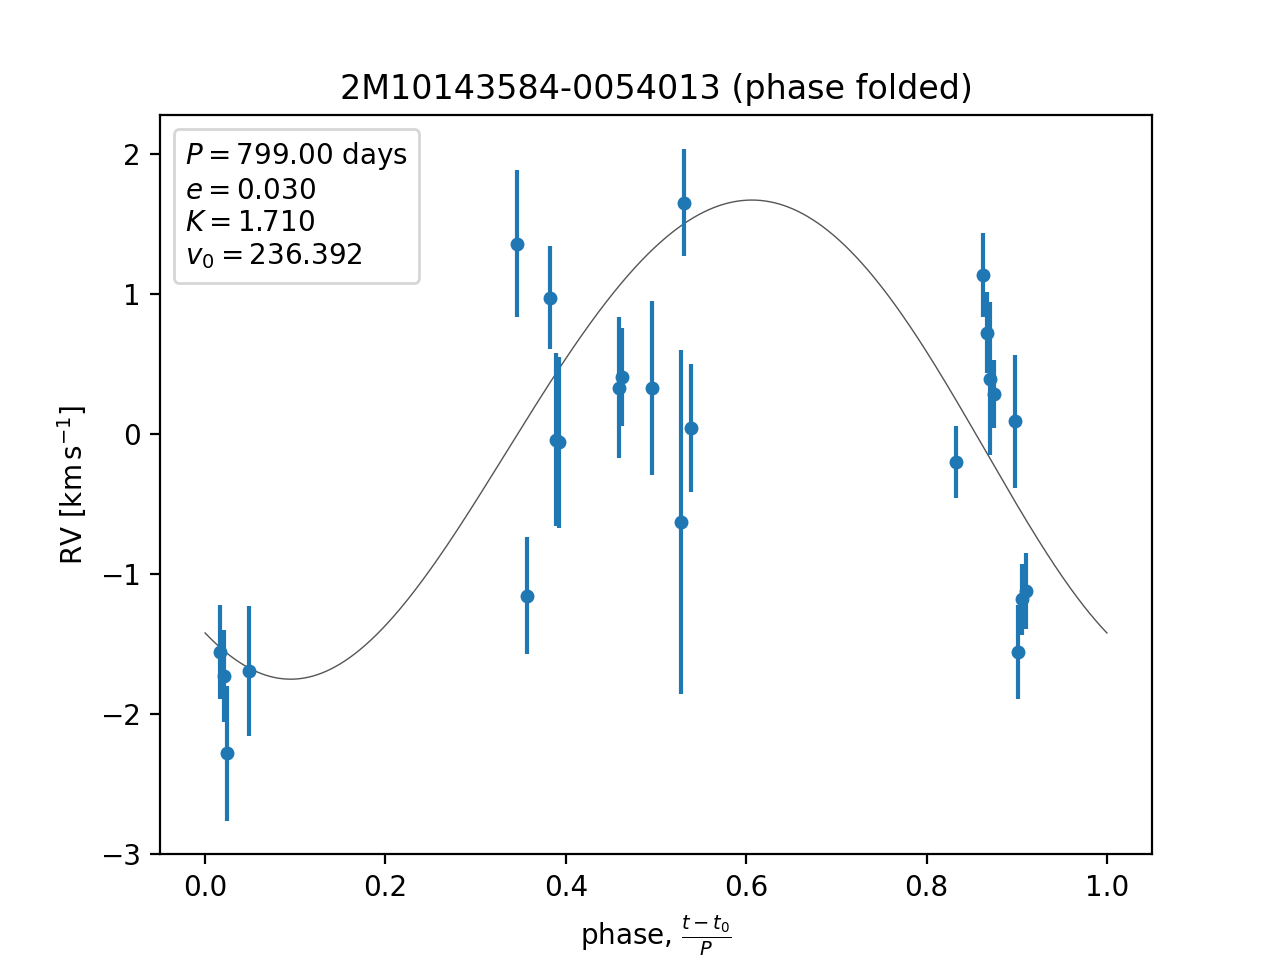 2M10143584-0054013 (phase folded)
P = 799.00 days
e = 0.030
K = 1.710
v₀ = 236.392
2
1
0
−1
−2
−3
RV [km s⁻¹]
0.0 0.2 0.4 0.6 0.8 1.0
phase, (t − t₀)/P